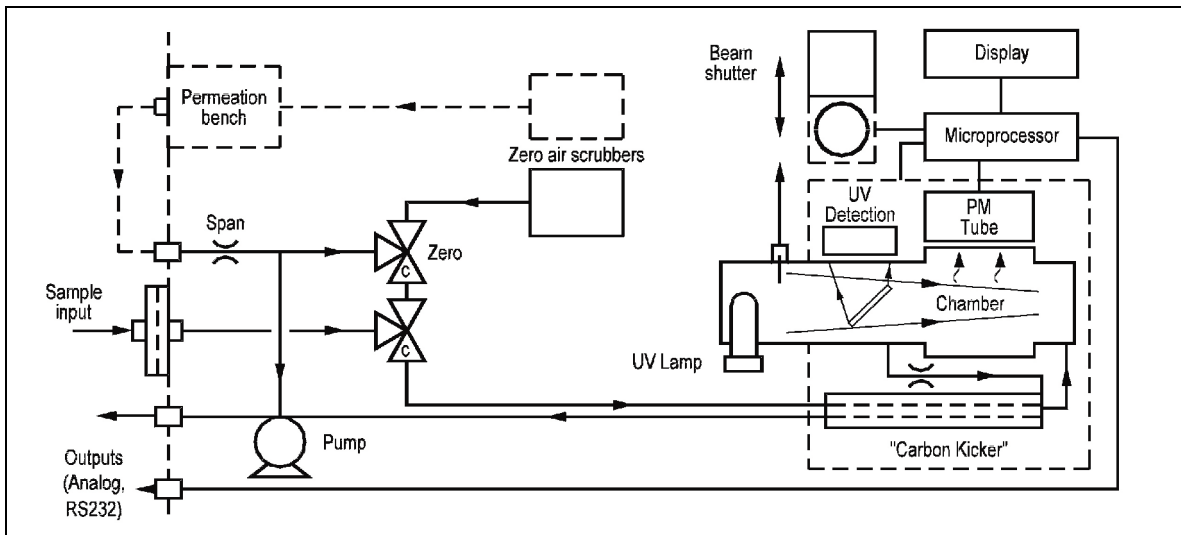 Permeation
bench
Zero air scrubbers
Span
Zero
C
C
Sample
input
Pump
Outputs
(Analog,
RS232)
Beam
shutter
Display
Microprocessor
UV
Detection
PM
Tube
Chamber
UV Lamp
"Carbon Kicker"